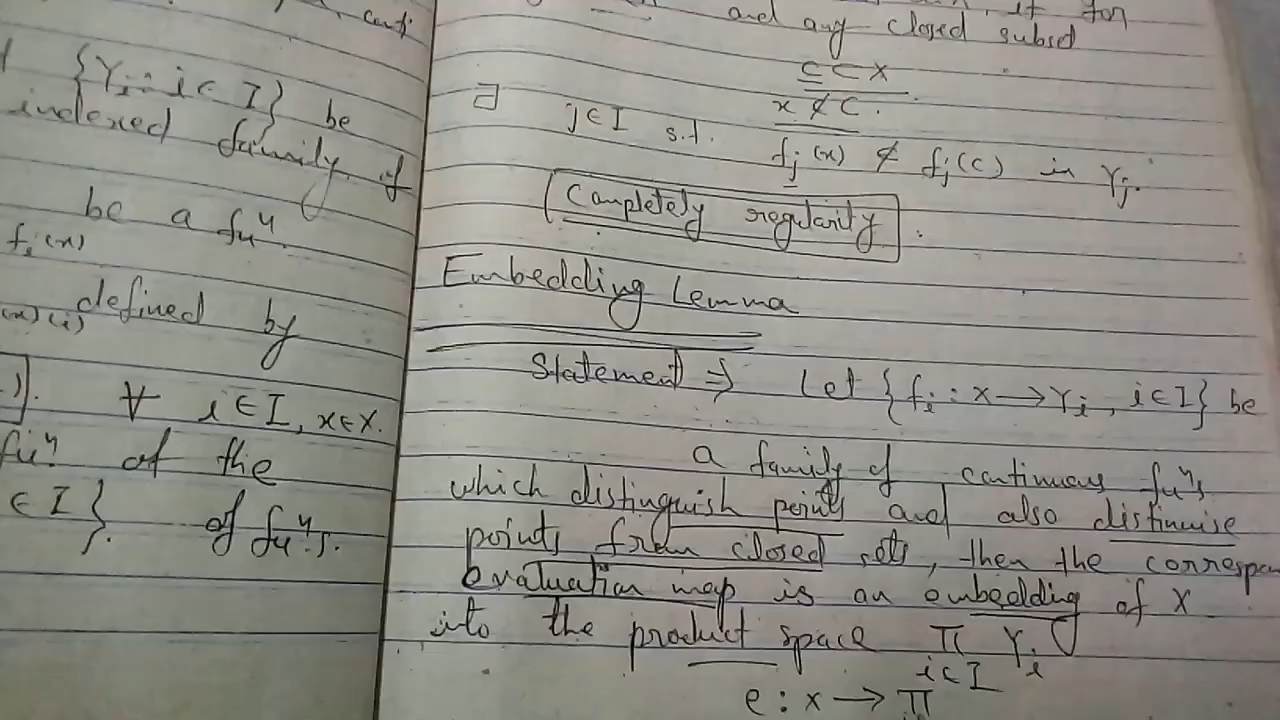 {Yᵢ : i ∈ I} be
indexed family of
be a fuⁿ.
fᵢ(x)
defined by
(x)(i)
∀ i ∈ I, x ∈ X.
fuⁿ of the
∈ I}. of fuⁿs.
it for
and any closed subset
C ⊂ X
x ∉ C.
∃ j ∈ I s.t. fⱼ(x) ∉ fⱼ(C) in Yⱼ.
Completely regularity.
Embedding Lemma
Statement ⇒ Let {fᵢ : X → Yᵢ, i ∈ I} be
a family of continuous fuⁿs
which distinguish points and also distinuise
points from closed sets, then the correspon
evaluation map is an embedding of X
into the product space π Yᵢ
i ∈ I
e : X → π